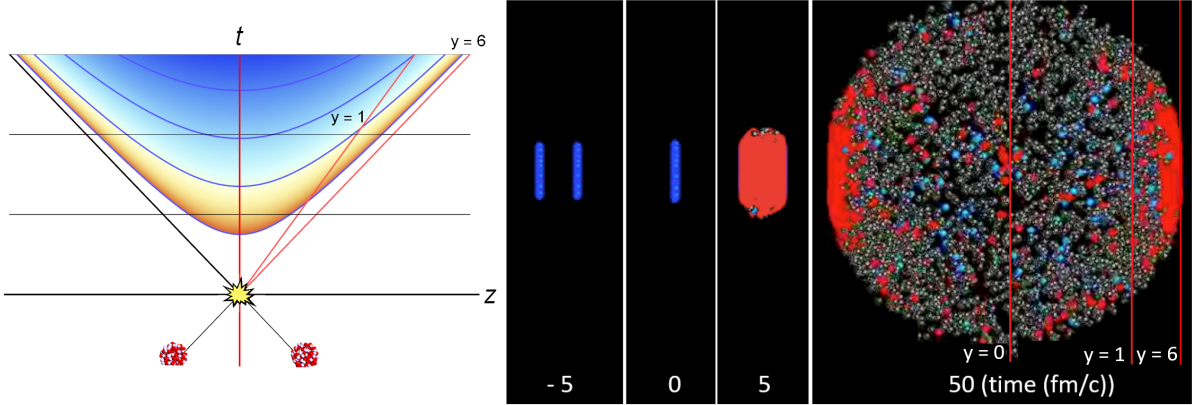 t
y = 6
y = 1
z
- 5
0
5
y = 0
y = 1
y = 6
50 (time (fm/c))